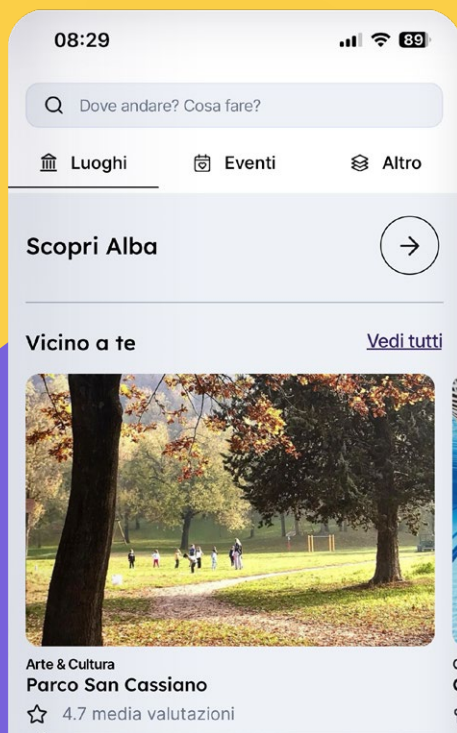 08:29
89
Dove andare? Cosa fare?
Luoghi Eventi Altro
Scopri Alba
Vicino a te Vedi tutti
Arte & Cultura
Parco San Cassiano
4.7 media valutazioni